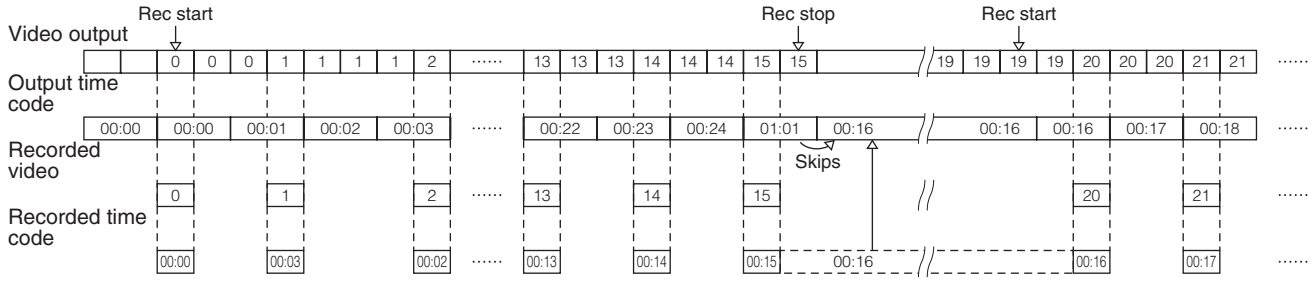 Rec start Rec stop Rec start
Video output
0 0 0 1 1 1 1 2 ...... 13 13 13 14 14 14 15 15 19 19 19 19 20 20 20 21 21 ......
Output time
code
00:00 00:00 00:01 00:02 00:03 ...... 00:22 00:23 00:24 01:01 00:16 00:16 00:16 00:17 00:18 ......
Recorded
video
Skips
0 1 2 ...... 13 14 15 20 21 ......
Recorded time
code
00:00 00:03 00:02 ...... 00:13 00:14 00:15 00:16 00:16 00:17 ......